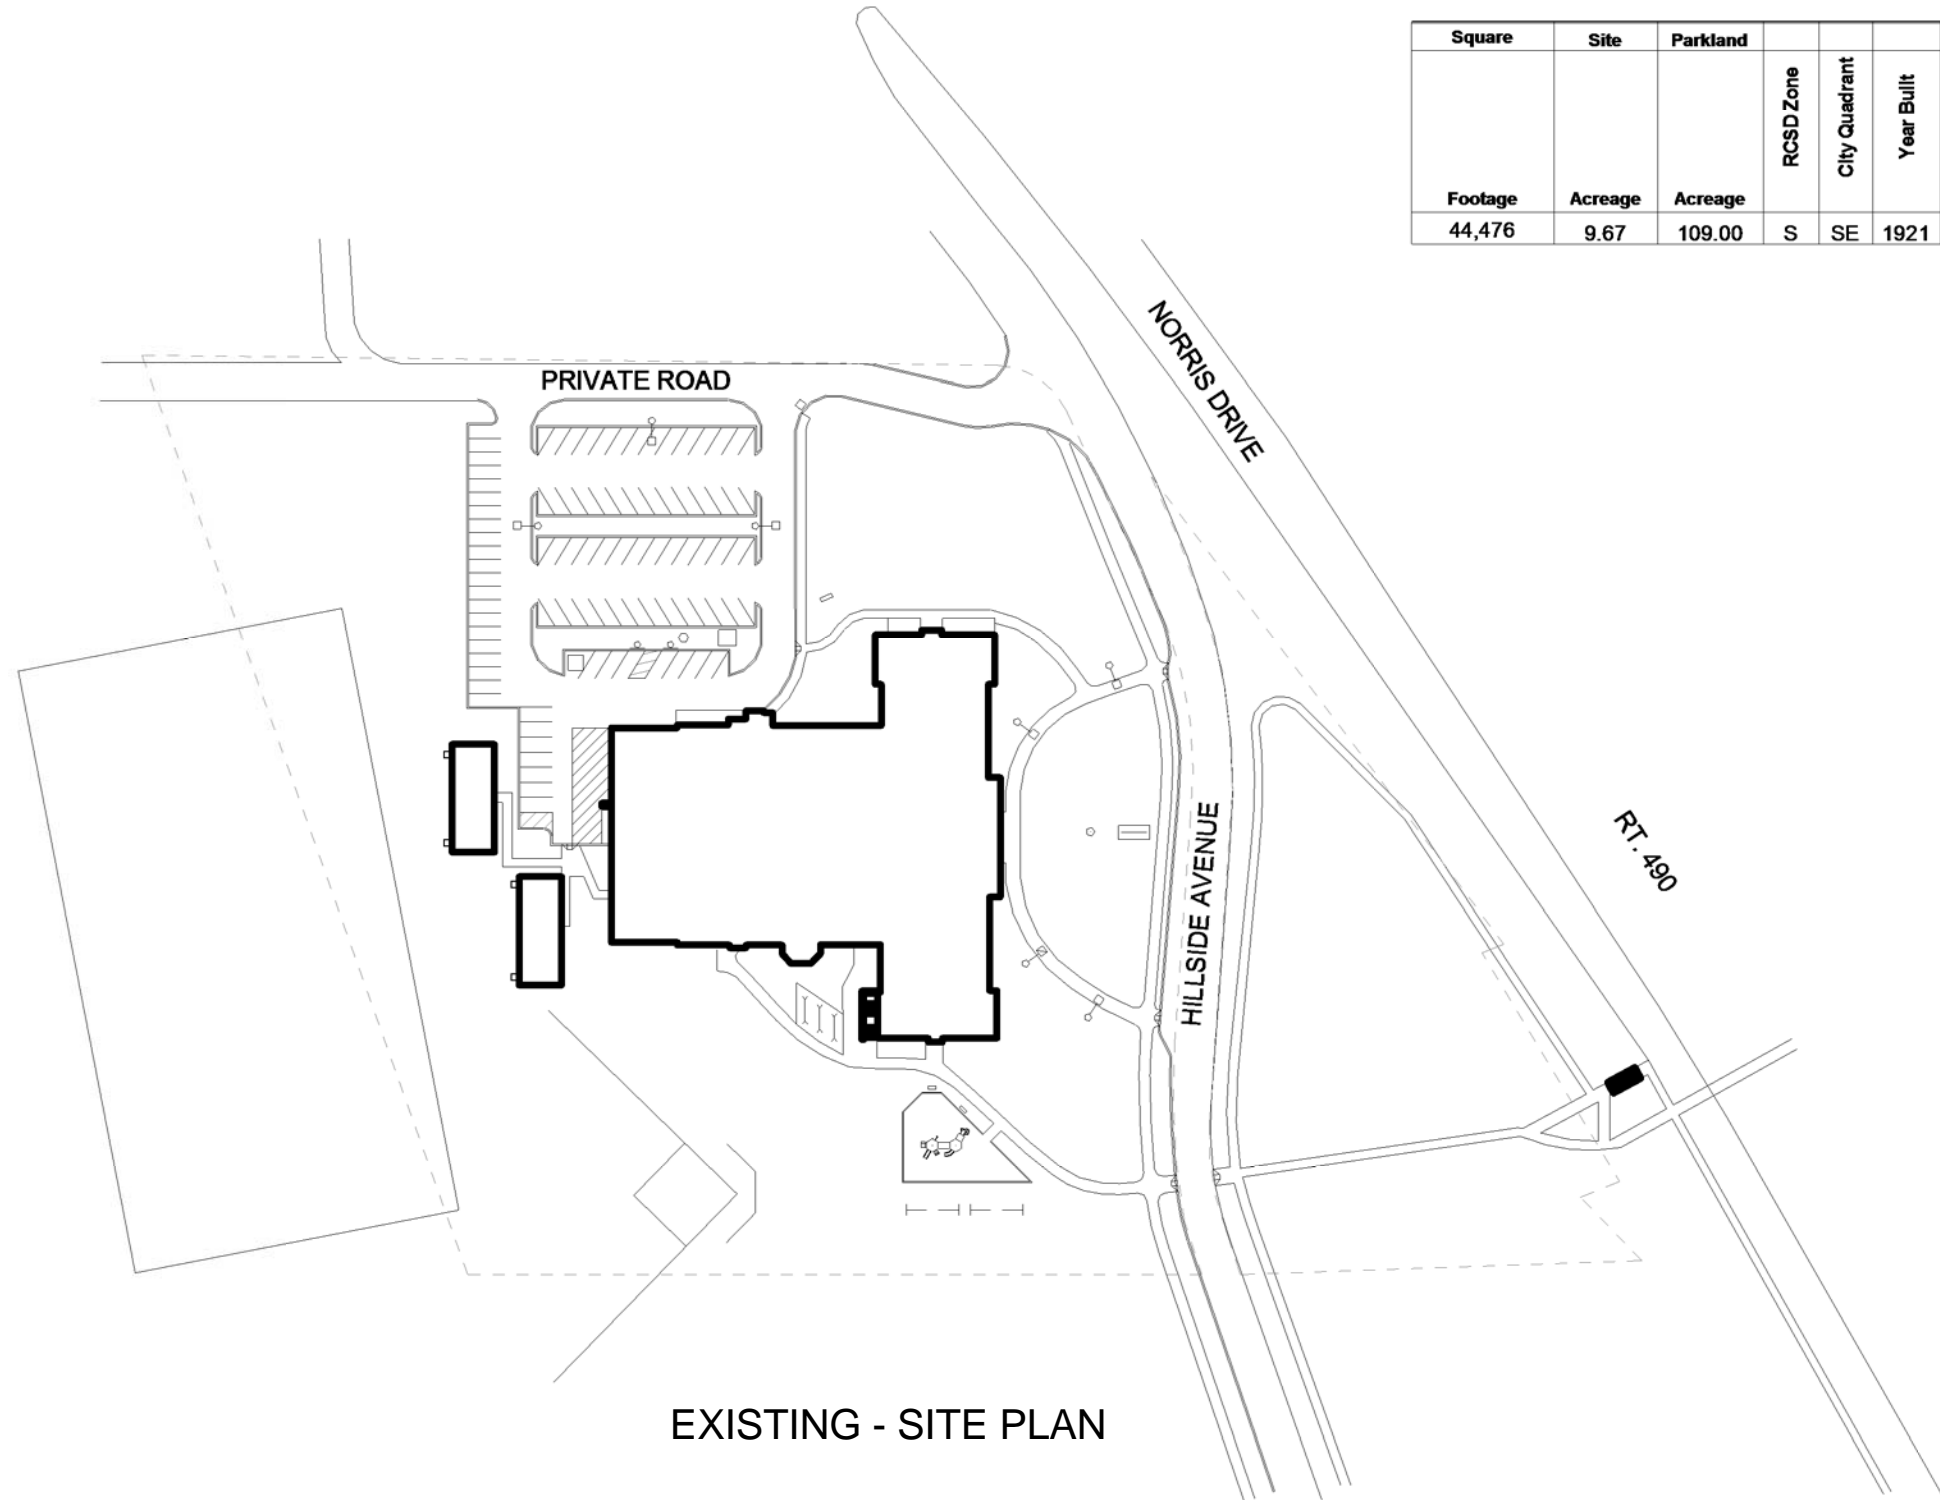 Square Site Parkland
RCSD Zone
City Quadrant
Year Built
Footage Acreage Acreage
44,476 9.67 109.00 S SE 1921
NORRIS DRIVE
PRIVATE ROAD
HILLSIDE AVENUE
RT. 490
EXISTING - SITE PLAN